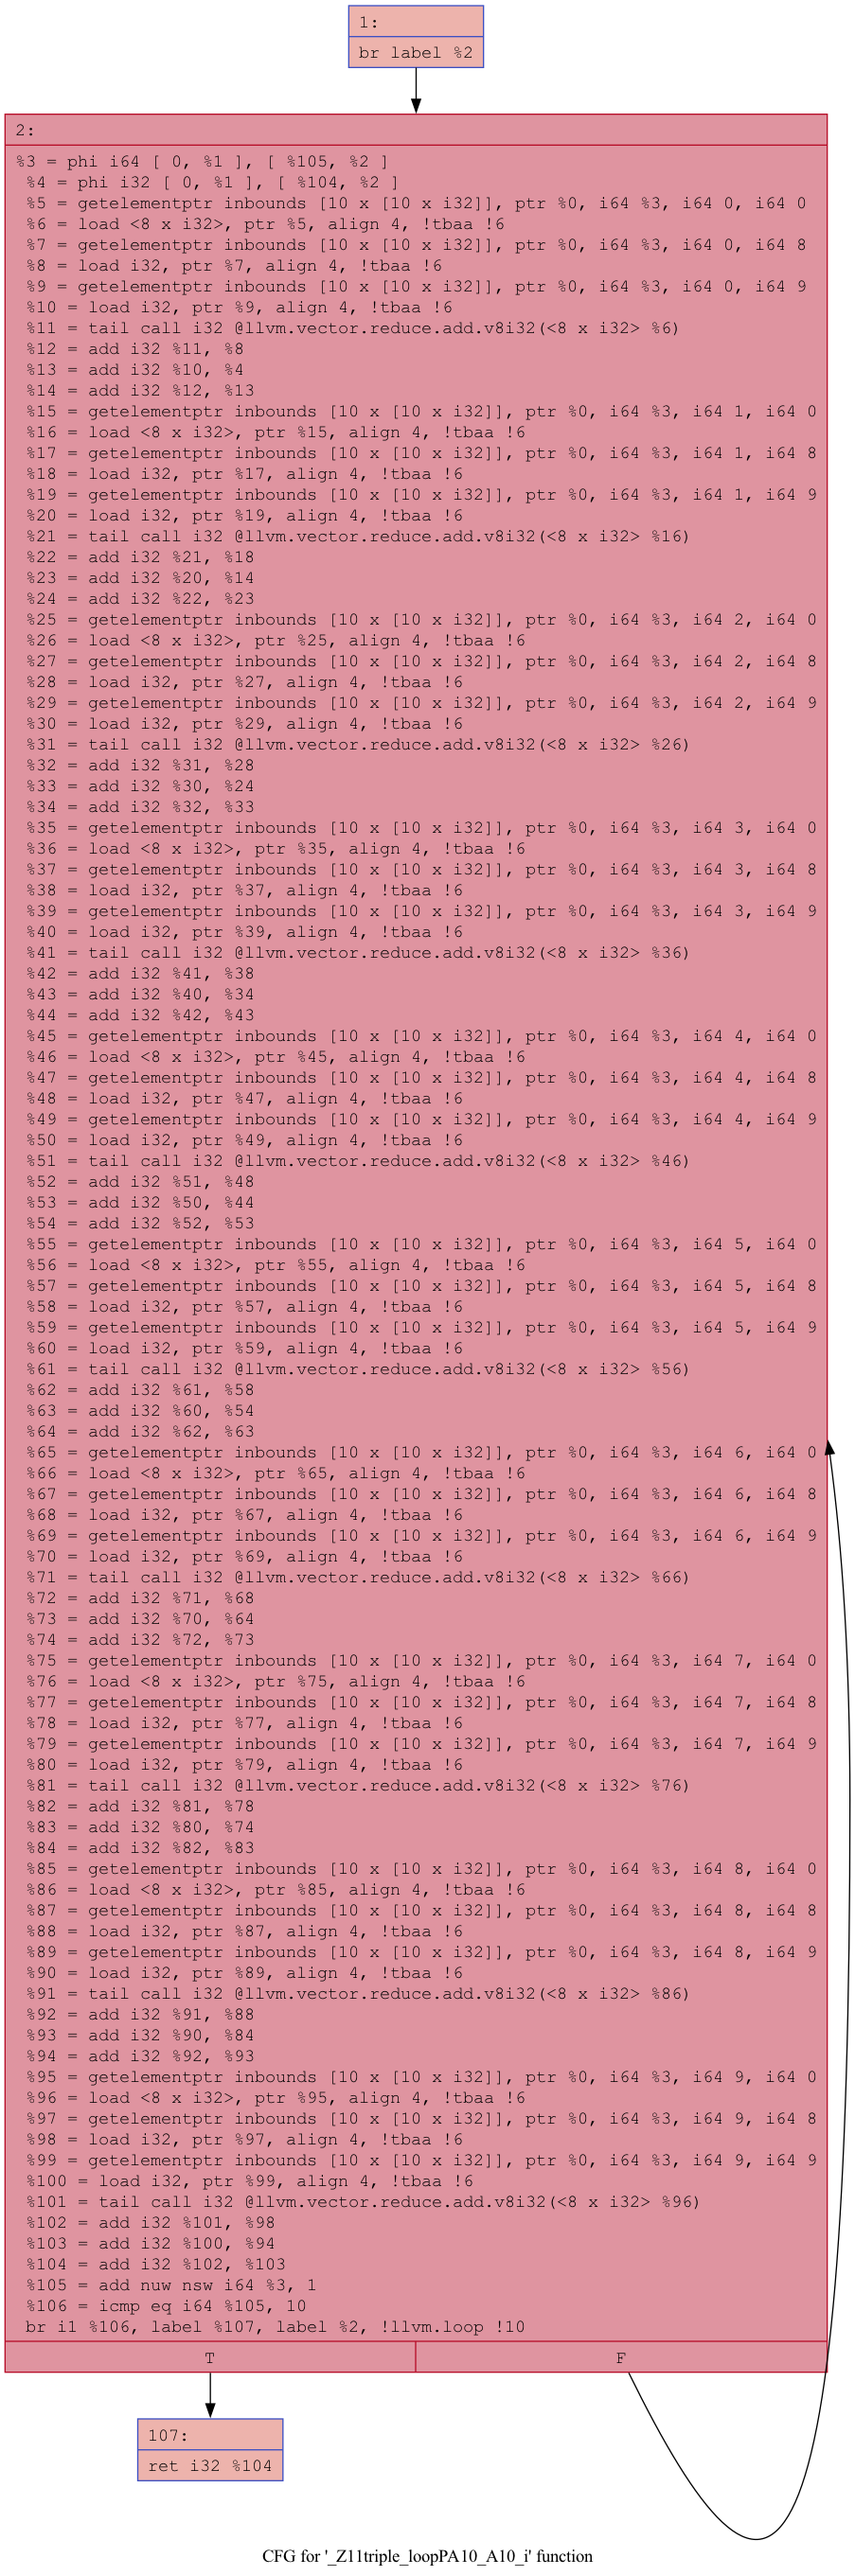 1:
br label %2
2:
%3 = phi i64 [ 0, %1 ], [ %105, %2 ]
%4 = phi i32 [ 0, %1 ], [ %104, %2 ]
%5 = getelementptr inbounds [10 x [10 x i32]], ptr %0, i64 %3, i64 0, i64 0
%6 = load <8 x i32>, ptr %5, align 4, !tbaa !6
%7 = getelementptr inbounds [10 x [10 x i32]], ptr %0, i64 %3, i64 0, i64 8
%8 = load i32, ptr %7, align 4, !tbaa !6
%9 = getelementptr inbounds [10 x [10 x i32]], ptr %0, i64 %3, i64 0, i64 9
%10 = load i32, ptr %9, align 4, !tbaa !6
%11 = tail call i32 @llvm.vector.reduce.add.v8i32(<8 x i32> %6)
%12 = add i32 %11, %8
%13 = add i32 %10, %4
%14 = add i32 %12, %13
%15 = getelementptr inbounds [10 x [10 x i32]], ptr %0, i64 %3, i64 1, i64 0
%16 = load <8 x i32>, ptr %15, align 4, !tbaa !6
%17 = getelementptr inbounds [10 x [10 x i32]], ptr %0, i64 %3, i64 1, i64 8
%18 = load i32, ptr %17, align 4, !tbaa !6
%19 = getelementptr inbounds [10 x [10 x i32]], ptr %0, i64 %3, i64 1, i64 9
%20 = load i32, ptr %19, align 4, !tbaa !6
%21 = tail call i32 @llvm.vector.reduce.add.v8i32(<8 x i32> %16)
%22 = add i32 %21, %18
%23 = add i32 %20, %14
%24 = add i32 %22, %23
%25 = getelementptr inbounds [10 x [10 x i32]], ptr %0, i64 %3, i64 2, i64 0
%26 = load <8 x i32>, ptr %25, align 4, !tbaa !6
%27 = getelementptr inbounds [10 x [10 x i32]], ptr %0, i64 %3, i64 2, i64 8
%28 = load i32, ptr %27, align 4, !tbaa !6
%29 = getelementptr inbounds [10 x [10 x i32]], ptr %0, i64 %3, i64 2, i64 9
%30 = load i32, ptr %29, align 4, !tbaa !6
%31 = tail call i32 @llvm.vector.reduce.add.v8i32(<8 x i32> %26)
%32 = add i32 %31, %28
%33 = add i32 %30, %24
%34 = add i32 %32, %33
%35 = getelementptr inbounds [10 x [10 x i32]], ptr %0, i64 %3, i64 3, i64 0
%36 = load <8 x i32>, ptr %35, align 4, !tbaa !6
%37 = getelementptr inbounds [10 x [10 x i32]], ptr %0, i64 %3, i64 3, i64 8
%38 = load i32, ptr %37, align 4, !tbaa !6
%39 = getelementptr inbounds [10 x [10 x i32]], ptr %0, i64 %3, i64 3, i64 9
%40 = load i32, ptr %39, align 4, !tbaa !6
%41 = tail call i32 @llvm.vector.reduce.add.v8i32(<8 x i32> %36)
%42 = add i32 %41, %38
%43 = add i32 %40, %34
%44 = add i32 %42, %43
%45 = getelementptr inbounds [10 x [10 x i32]], ptr %0, i64 %3, i64 4, i64 0
%46 = load <8 x i32>, ptr %45, align 4, !tbaa !6
%47 = getelementptr inbounds [10 x [10 x i32]], ptr %0, i64 %3, i64 4, i64 8
%48 = load i32, ptr %47, align 4, !tbaa !6
%49 = getelementptr inbounds [10 x [10 x i32]], ptr %0, i64 %3, i64 4, i64 9
%50 = load i32, ptr %49, align 4, !tbaa !6
%51 = tail call i32 @llvm.vector.reduce.add.v8i32(<8 x i32> %46)
%52 = add i32 %51, %48
%53 = add i32 %50, %44
%54 = add i32 %52, %53
%55 = getelementptr inbounds [10 x [10 x i32]], ptr %0, i64 %3, i64 5, i64 0
%56 = load <8 x i32>, ptr %55, align 4, !tbaa !6
%57 = getelementptr inbounds [10 x [10 x i32]], ptr %0, i64 %3, i64 5, i64 8
%58 = load i32, ptr %57, align 4, !tbaa !6
%59 = getelementptr inbounds [10 x [10 x i32]], ptr %0, i64 %3, i64 5, i64 9
%60 = load i32, ptr %59, align 4, !tbaa !6
%61 = tail call i32 @llvm.vector.reduce.add.v8i32(<8 x i32> %56)
%62 = add i32 %61, %58
%63 = add i32 %60, %54
%64 = add i32 %62, %63
%65 = getelementptr inbounds [10 x [10 x i32]], ptr %0, i64 %3, i64 6, i64 0
%66 = load <8 x i32>, ptr %65, align 4, !tbaa !6
%67 = getelementptr inbounds [10 x [10 x i32]], ptr %0, i64 %3, i64 6, i64 8
%68 = load i32, ptr %67, align 4, !tbaa !6
%69 = getelementptr inbounds [10 x [10 x i32]], ptr %0, i64 %3, i64 6, i64 9
%70 = load i32, ptr %69, align 4, !tbaa !6
%71 = tail call i32 @llvm.vector.reduce.add.v8i32(<8 x i32> %66)
%72 = add i32 %71, %68
%73 = add i32 %70, %64
%74 = add i32 %72, %73
%75 = getelementptr inbounds [10 x [10 x i32]], ptr %0, i64 %3, i64 7, i64 0
%76 = load <8 x i32>, ptr %75, align 4, !tbaa !6
%77 = getelementptr inbounds [10 x [10 x i32]], ptr %0, i64 %3, i64 7, i64 8
%78 = load i32, ptr %77, align 4, !tbaa !6
%79 = getelementptr inbounds [10 x [10 x i32]], ptr %0, i64 %3, i64 7, i64 9
%80 = load i32, ptr %79, align 4, !tbaa !6
%81 = tail call i32 @llvm.vector.reduce.add.v8i32(<8 x i32> %76)
%82 = add i32 %81, %78
%83 = add i32 %80, %74
%84 = add i32 %82, %83
%85 = getelementptr inbounds [10 x [10 x i32]], ptr %0, i64 %3, i64 8, i64 0
%86 = load <8 x i32>, ptr %85, align 4, !tbaa !6
%87 = getelementptr inbounds [10 x [10 x i32]], ptr %0, i64 %3, i64 8, i64 8
%88 = load i32, ptr %87, align 4, !tbaa !6
%89 = getelementptr inbounds [10 x [10 x i32]], ptr %0, i64 %3, i64 8, i64 9
%90 = load i32, ptr %89, align 4, !tbaa !6
%91 = tail call i32 @llvm.vector.reduce.add.v8i32(<8 x i32> %86)
%92 = add i32 %91, %88
%93 = add i32 %90, %84
%94 = add i32 %92, %93
%95 = getelementptr inbounds [10 x [10 x i32]], ptr %0, i64 %3, i64 9, i64 0
%96 = load <8 x i32>, ptr %95, align 4, !tbaa !6
%97 = getelementptr inbounds [10 x [10 x i32]], ptr %0, i64 %3, i64 9, i64 8
%98 = load i32, ptr %97, align 4, !tbaa !6
%99 = getelementptr inbounds [10 x [10 x i32]], ptr %0, i64 %3, i64 9, i64 9
%100 = load i32, ptr %99, align 4, !tbaa !6
%101 = tail call i32 @llvm.vector.reduce.add.v8i32(<8 x i32> %96)
%102 = add i32 %101, %98
%103 = add i32 %100, %94
%104 = add i32 %102, %103
%105 = add nuw nsw i64 %3, 1
%106 = icmp eq i64 %105, 10
br i1 %106, label %107, label %2, !llvm.loop !10
T F
107:
ret i32 %104
CFG for '_Z11triple_loopPA10_A10_i' function